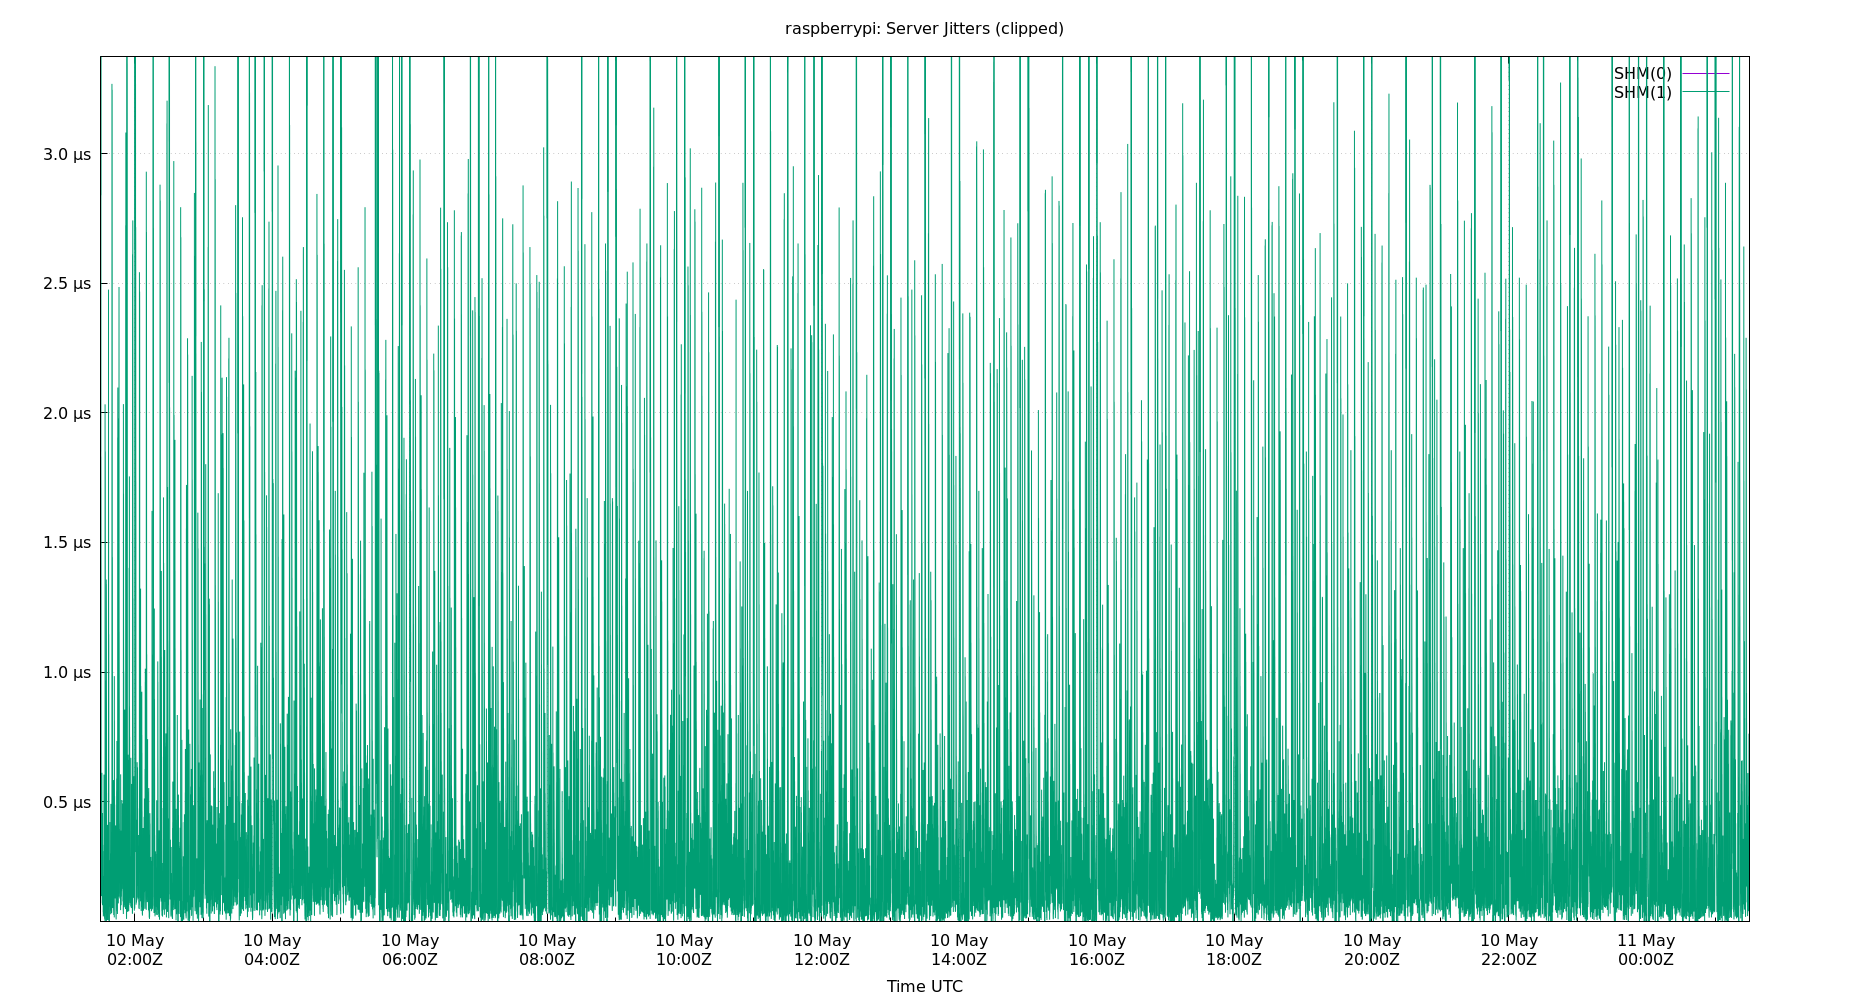 raspberrypi: Server Jitters (clipped)
SHM(0)
SHM(1)
3.0 µs
2.5 µs
2.0 µs
1.5 µs
1.0 µs
0.5 µs
10 May 10 May 10 May 10 May 10 May 10 May 10 May 10 May 10 May 10 May 10 May 11 May
02:00Z 04:00Z 06:00Z 08:00Z 10:00Z 12:00Z 14:00Z 16:00Z 18:00Z 20:00Z 22:00Z 00:00Z
Time UTC